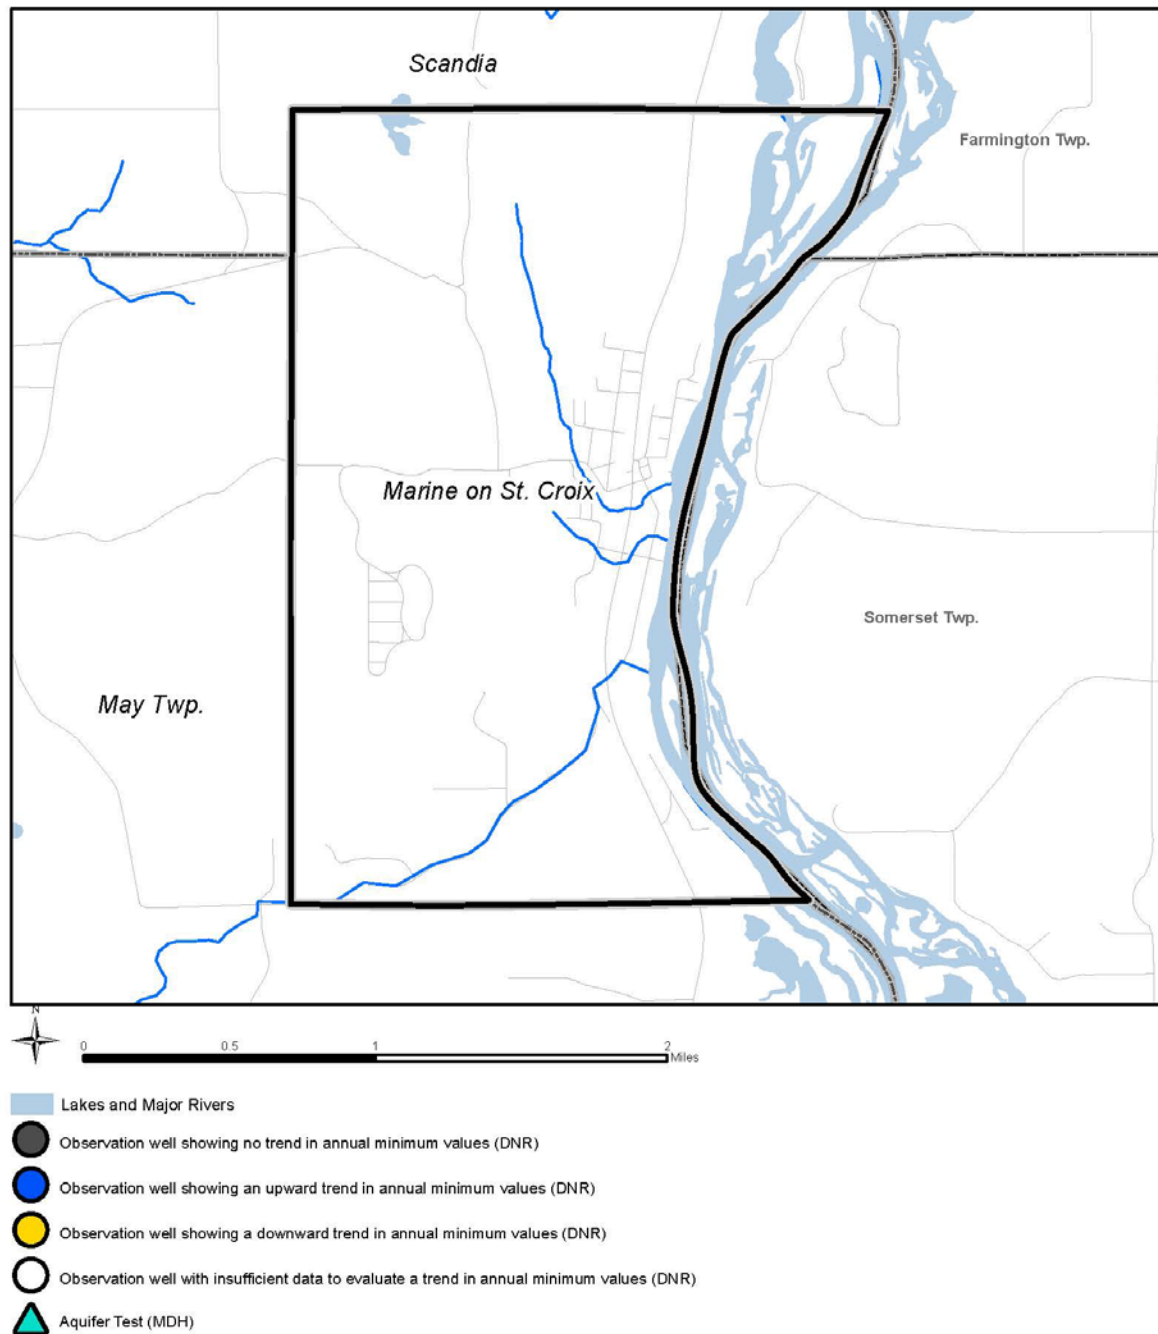 Scandia
Farmington Twp.
Marine on St. Croix
Somerset Twp.
May Twp.
N
0 0.5 1 2
Miles
Lakes and Major Rivers
Observation well showing no trend in annual minimum values (DNR)
Observation well showing an upward trend in annual minimum values (DNR)
Observation well showing a downward trend in annual minimum values (DNR)
Observation well with insufficient data to evaluate a trend in annual minimum values (DNR)
Aquifer Test (MDH)